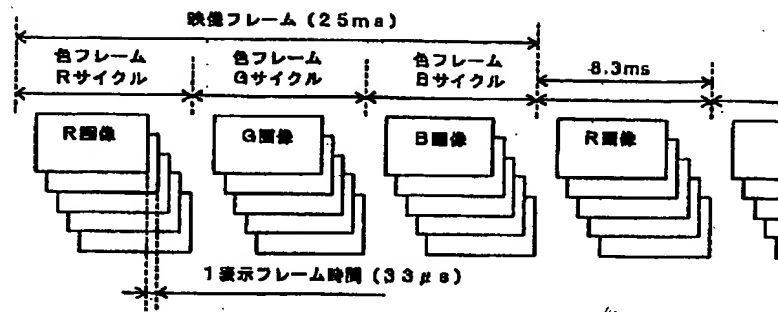 映像フレーム（25ms）
色フレーム
Rサイクル
色フレーム
Gサイクル
色フレーム
Bサイクル
8.3ms
R画像
G画像
B画像
R画像
1表示フレーム時間（33μs）